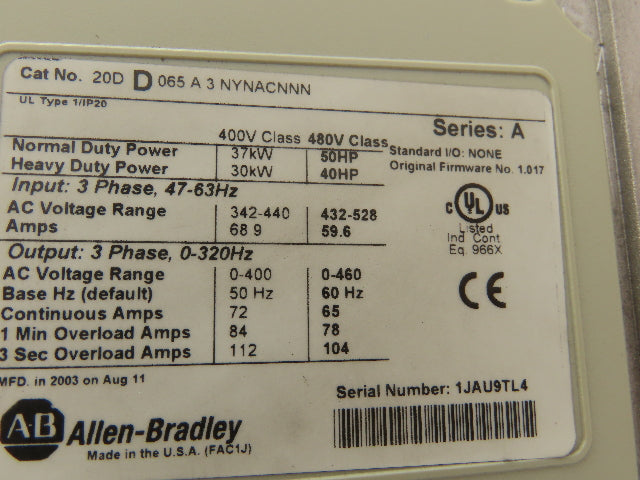 Cat No. 20D D 065 A 3 NYNACNNN
UL Type 1/IP20
Series: A
400V Class 480V Class
Normal Duty Power 37kW 50HP
Heavy Duty Power 30kW 40HP
Standard I/O: NONE
Original Firmware No. 1.017
Input: 3 Phase, 47-63Hz
AC Voltage Range 342-440 432-528
Amps 68 9 59.6
C UL US
Listed
Ind Cont
Eq. 966X
Output: 3 Phase, 0-320Hz
AC Voltage Range 0-400 0-460
Base Hz (default) 50 Hz 60 Hz
Continuous Amps 72 65
1 Min Overload Amps 84 78
3 Sec Overload Amps 112 104
CE
MFD. in 2003 on Aug 11
Serial Number: 1JAU9TL4
AB Allen-Bradley
Made in the U.S.A. (FAC1J)